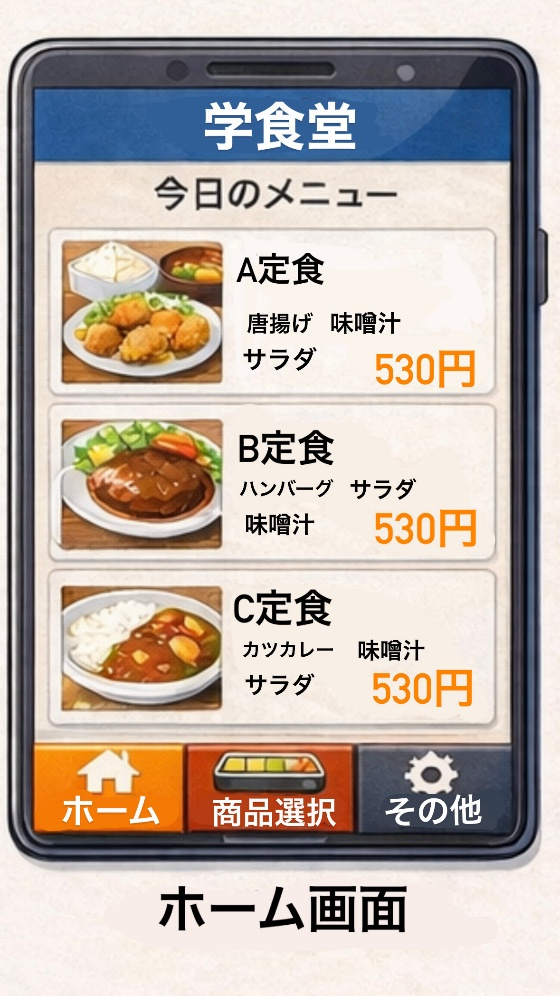 学食堂
今日のメニュー
A定食
唐揚げ 味噌汁
サラダ 530円
B定食
ハンバーグ サラダ
味噌汁 530円
C定食
カツカレー 味噌汁
サラダ 530円
ホーム 商品選択 その他
ホーム画面